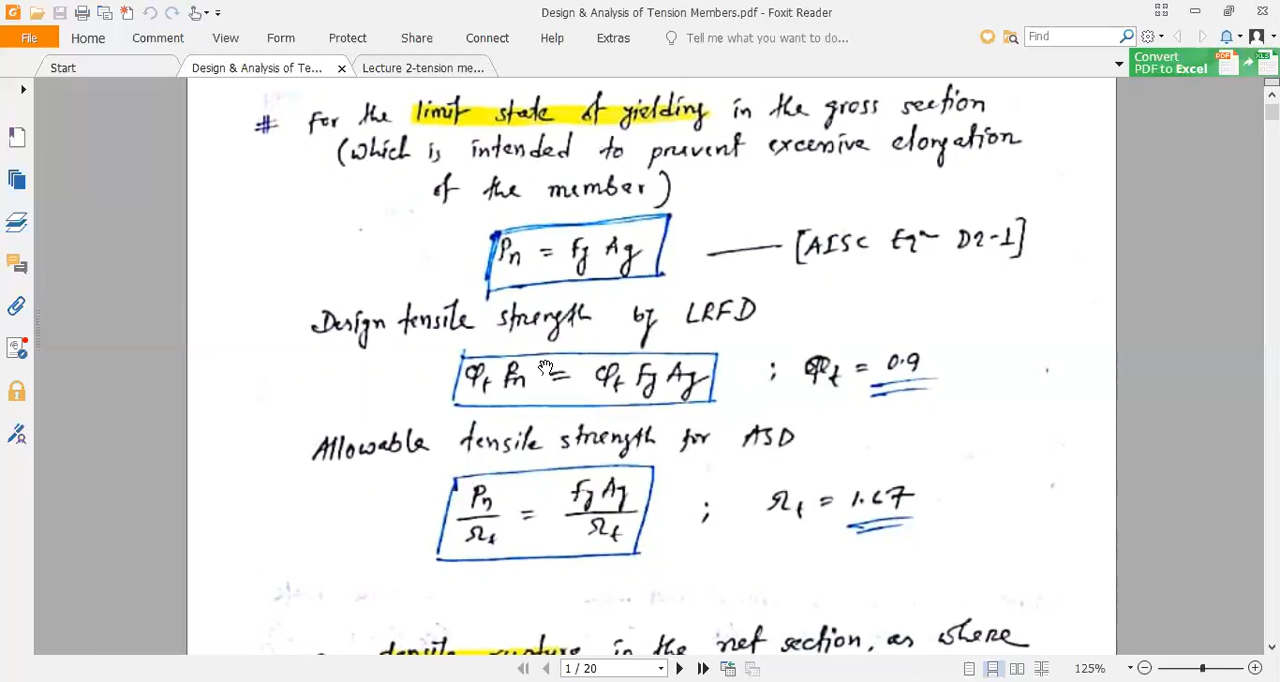 Design & Analysis of Tension Members.pdf - Foxit Reader
File Home Comment View Form Protect Share Connect Help Extras Tell me what you want to do... Find
Start Design & Analysis of Te... Lecture 2-tension me...
Convert
PDF to Excel
# For the limit state of yielding in the gross section
(which is intended to prevent excessive elongation
of the member)
Pn = Fy Ag —— [AISC Eqn D2-1]
Design tensile strength by LRFD
φt Pn = φt Fy Ag ; φt = 0.9
Allowable tensile strength for ASD
Pn/Ωt = Fy Ag/Ωt ; Ωt = 1.67
tensile rupture in the net section, as where
1 / 20 125%